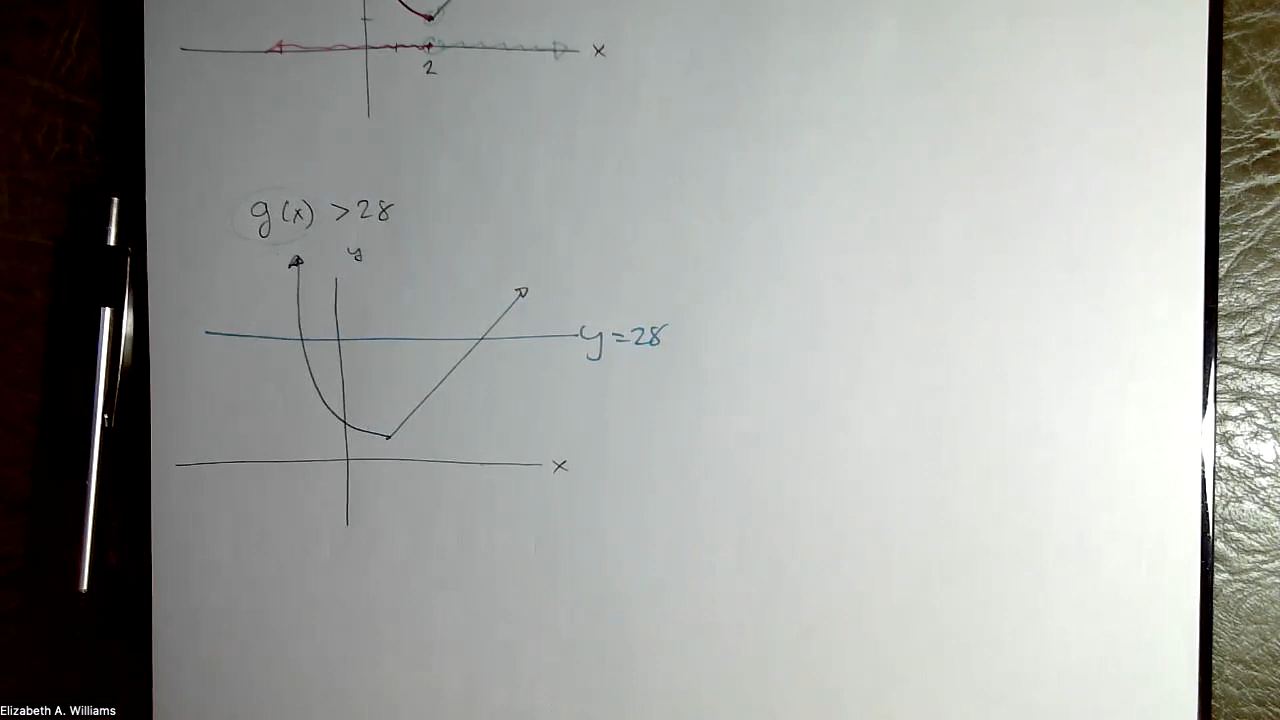 x
2
g(x) > 28
y
y = 28
x
Elizabeth A. Williams